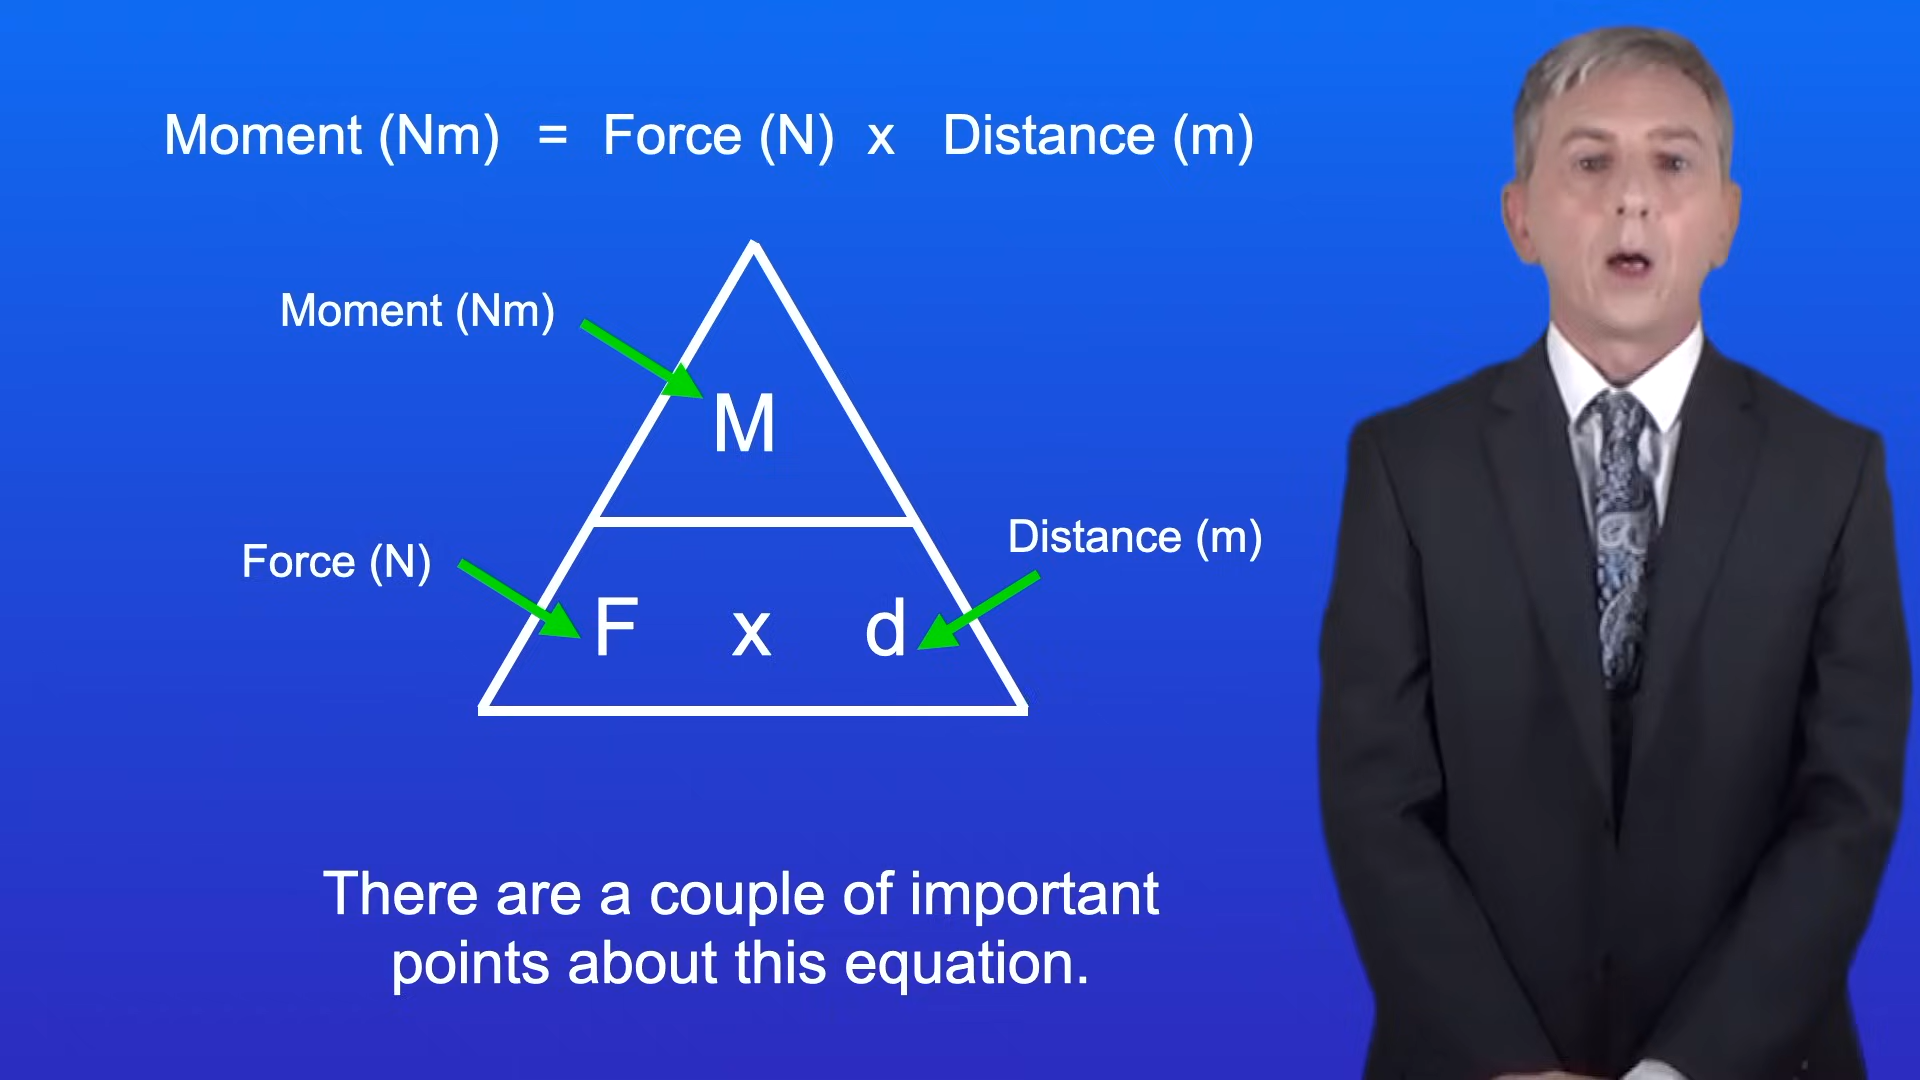 Moment (Nm) = Force (N) x Distance (m)
Moment (Nm)
M
Force (N)
Distance (m)
F x d
There are a couple of important
points about this equation.